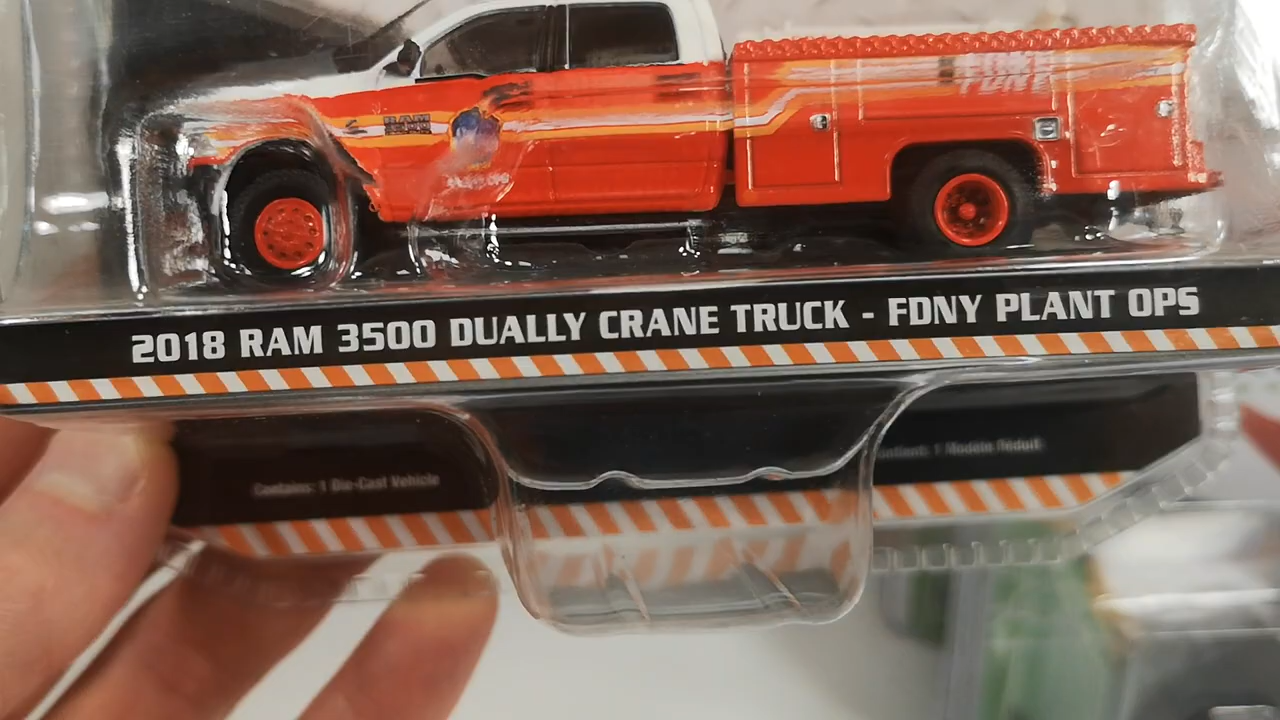 FDNY
RAM
2018 RAM 3500 DUALLY CRANE TRUCK - FDNY PLANT OPS
Contains: 1 Die-Cast Vehicle
Contient: 1 Modèle Réduit